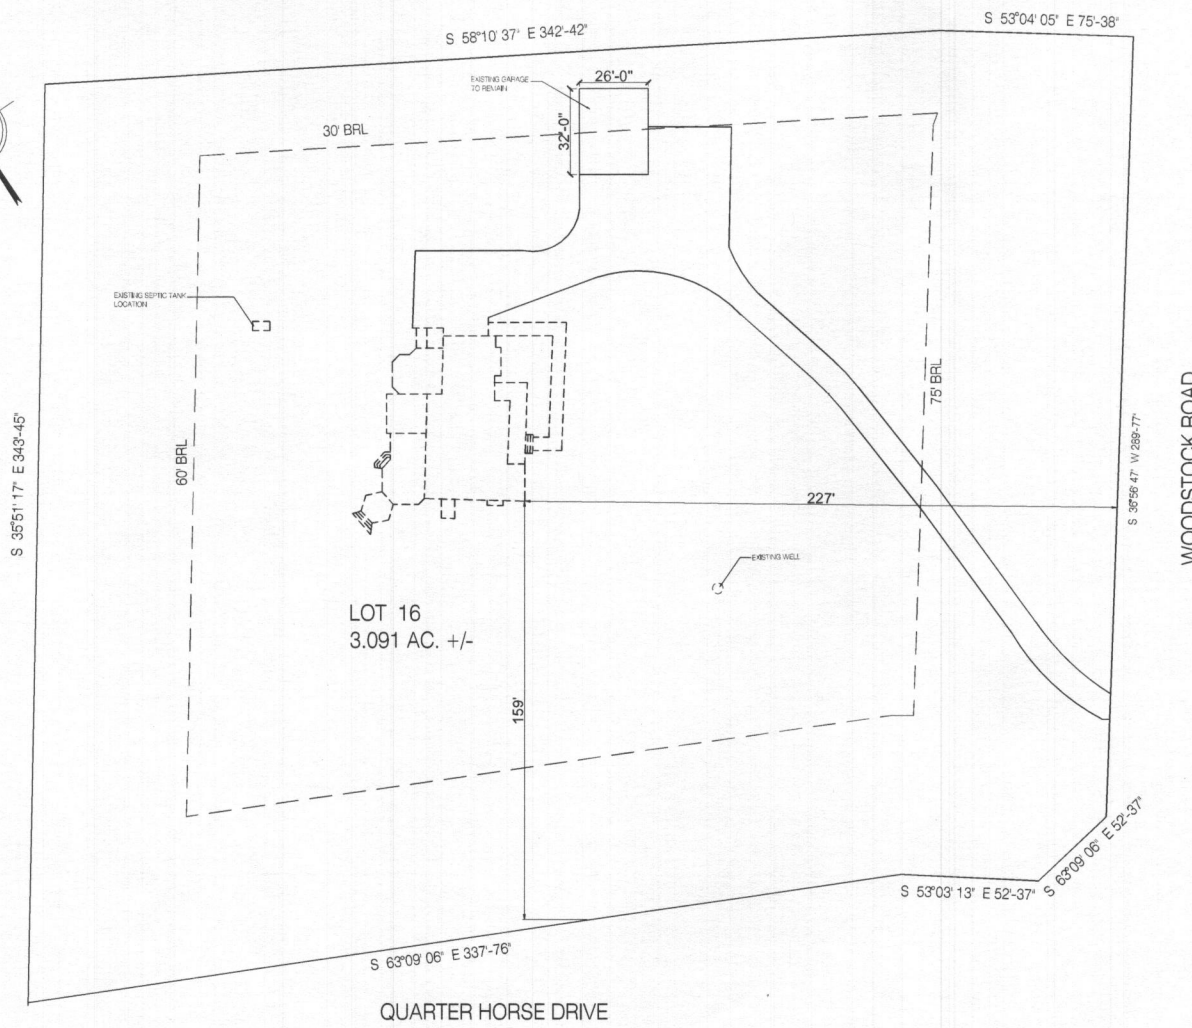 S 53°04' 05" E 75'-38"
S 58°10' 37" E 342'-42"
EXISTING GARAGE
TO REMAIN
26'-0"
32'-0"
30' BRL
EXISTING SEPTIC TANK
LOCATION
75' BRL
60' BRL
S 35°51' 17" E 343'-45"
S 36°56' 47" W 289'-77"
WOODSTOCK ROAD
227'
EXISTING WELL
LOT 16
3.091 AC. +/-
159'
S 63°09' 06" E 52'-37"
S 53°03' 13" E 52'-37"
S 63°09' 06" E 337'-76"
QUARTER HORSE DRIVE